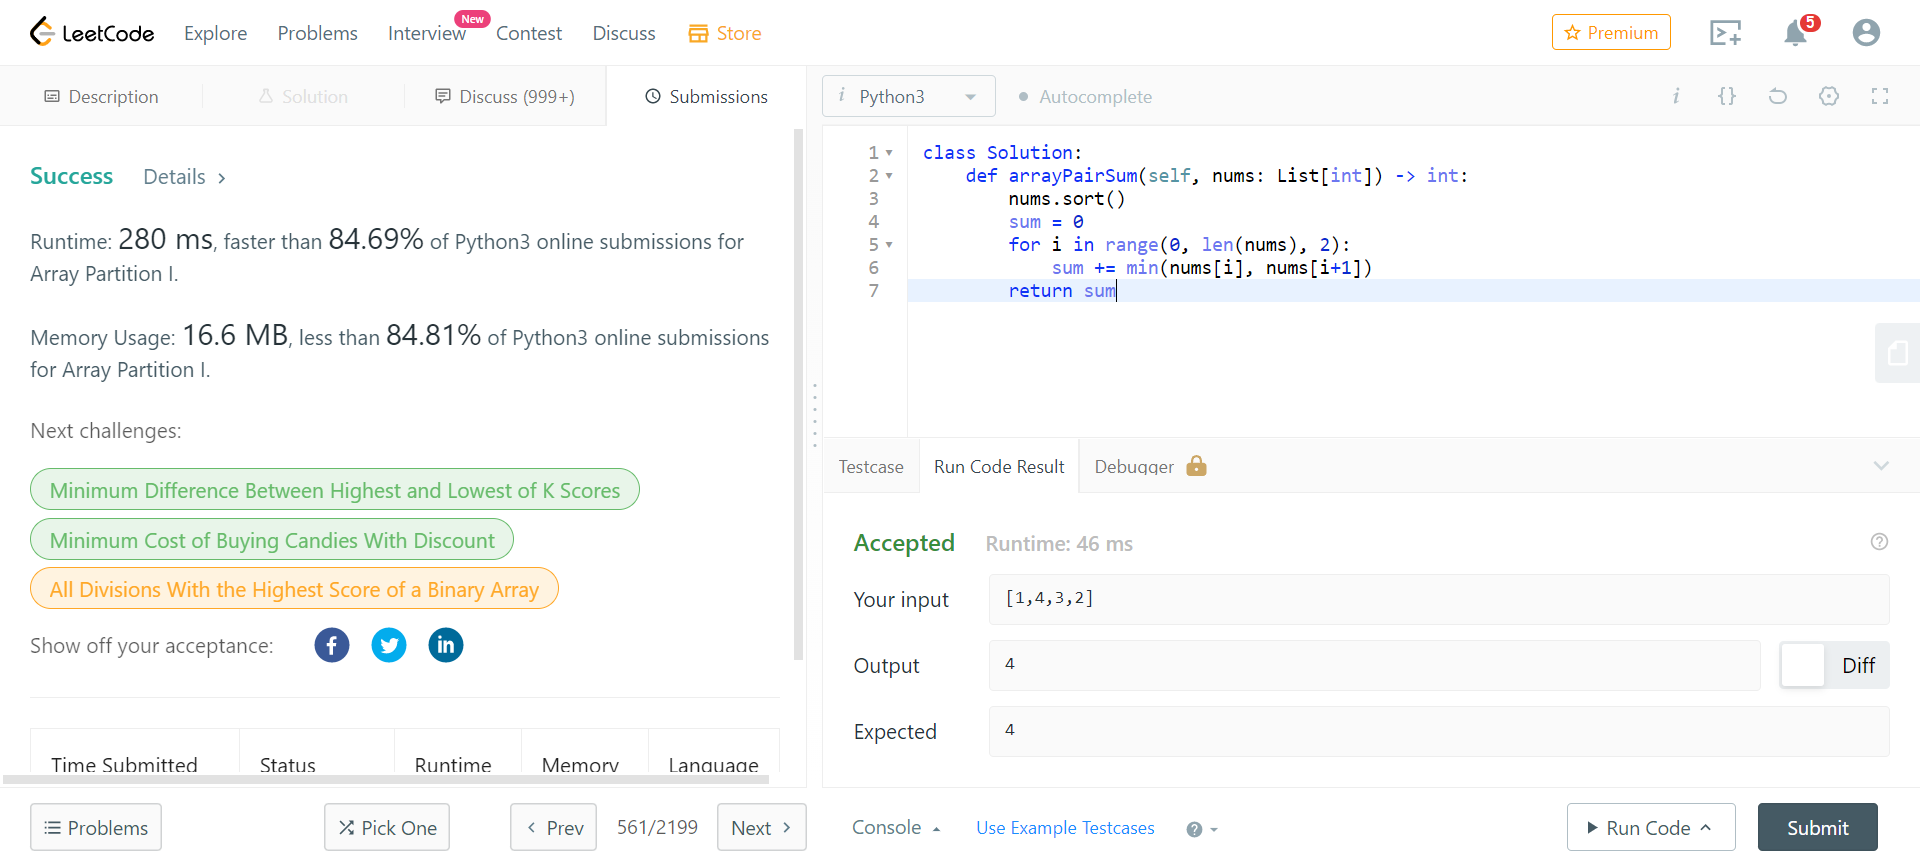 LeetCode Explore Problems Interview New Contest Discuss Store Premium 5
Description Solution Discuss (999+) Submissions
Success Details >
Runtime: 280 ms, faster than 84.69% of Python3 online submissions for
Array Partition I.
Memory Usage: 16.6 MB, less than 84.81% of Python3 online submissions
for Array Partition I.
Next challenges:
Minimum Difference Between Highest and Lowest of K Scores
Minimum Cost of Buying Candies With Discount
All Divisions With the Highest Score of a Binary Array
Show off your acceptance: f in
Time Submitted Status Runtime Memory Language
Problems Pick One < Prev 561/2199 Next >
i Python3 Autocomplete i {}
1 class Solution:
2 def arrayPairSum(self, nums: List[int]) -> int:
3 nums.sort()
4 sum = 0
5 for i in range(0, len(nums), 2):
6 sum += min(nums[i], nums[i+1])
7 return sum
Testcase Run Code Result Debugger
Accepted Runtime: 46 ms ?
Your input [1,4,3,2]
Output 4 Diff
Expected 4
Console Use Example Testcases ? Run Code Submit